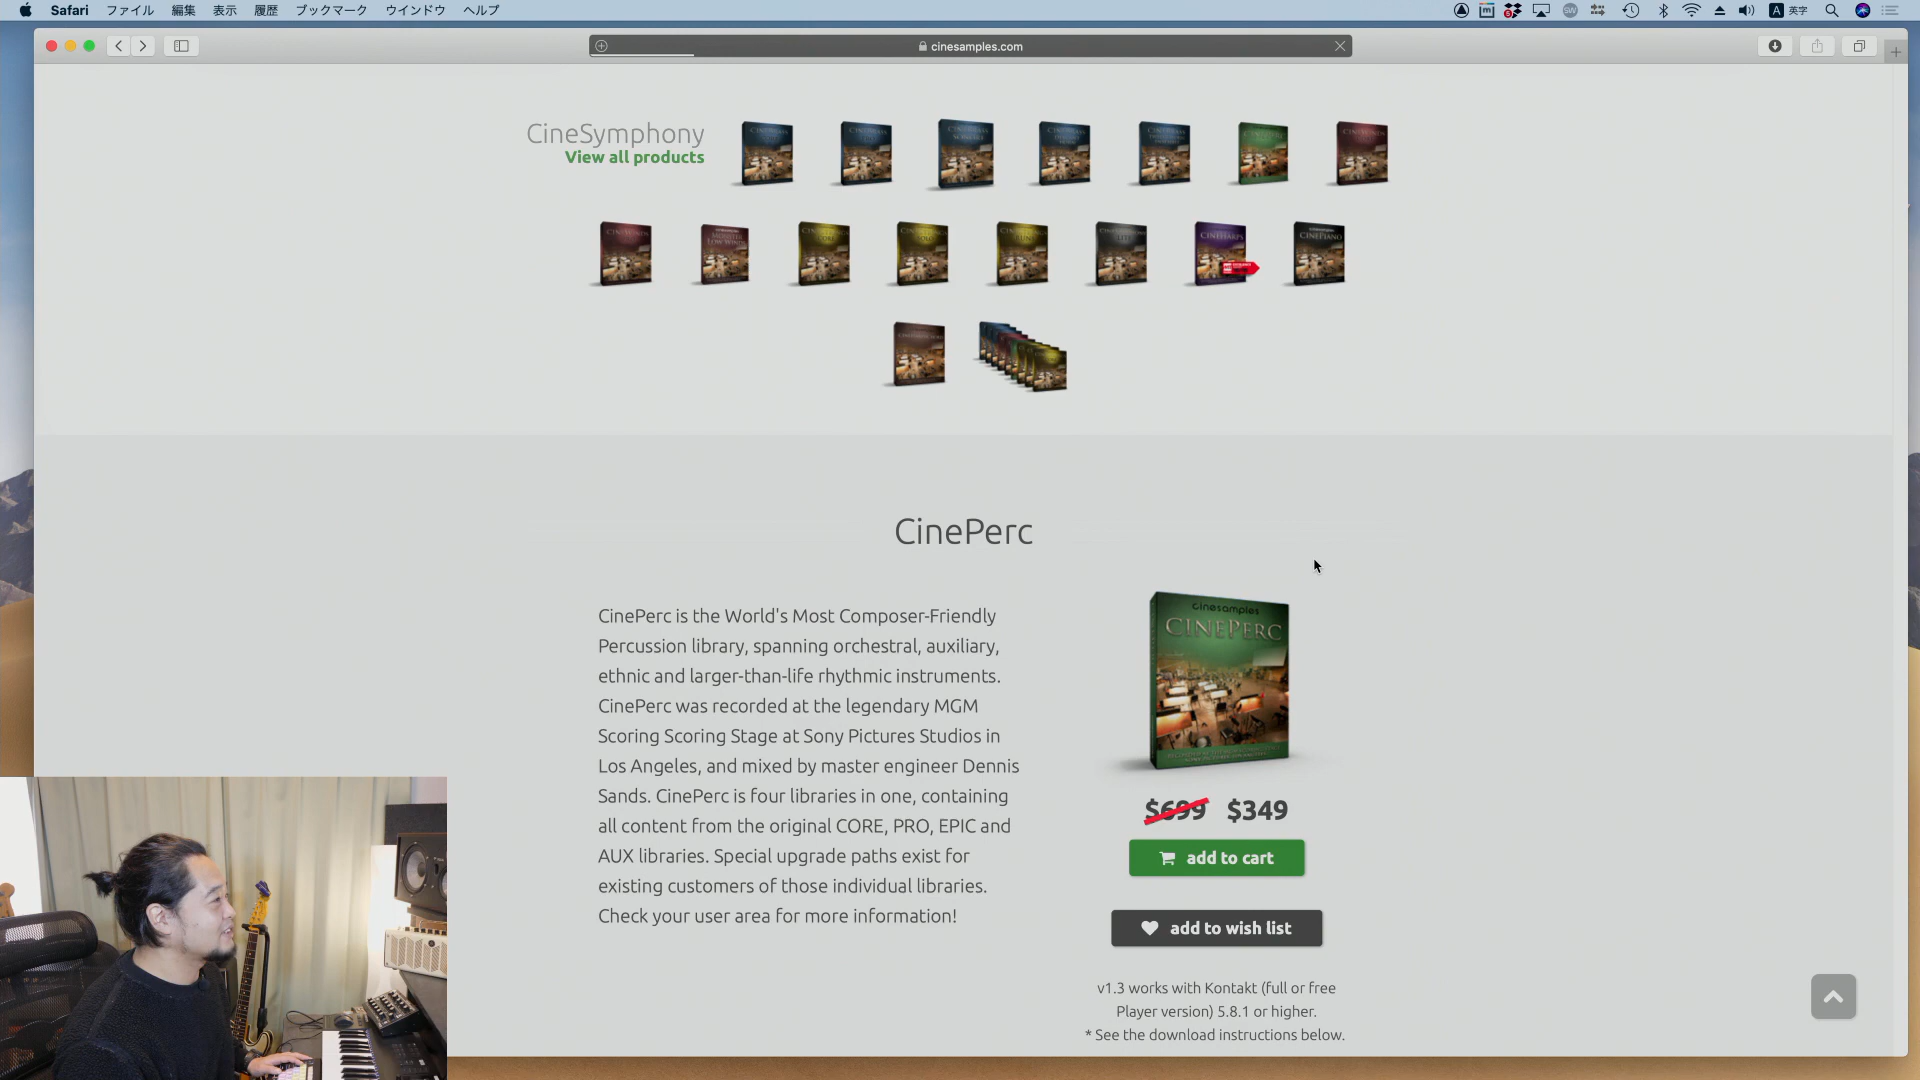 Safari ファイル 編集 表示 履歴 ブックマーク ウインドウ ヘルプ
A 英字
cinesamples.com
CineSymphony
View all products
CINEHARPS
CINEPIANO
MONSTER
LOW WINDS
CinePerc
CinePerc is the World's Most Composer-Friendly
Percussion library, spanning orchestral, auxiliary,
ethnic and larger-than-life rhythmic instruments.
CinePerc was recorded at the legendary MGM
Scoring Scoring Stage at Sony Pictures Studios in
Los Angeles, and mixed by master engineer Dennis
Sands. CinePerc is four libraries in one, containing
all content from the original CORE, PRO, EPIC and
AUX libraries. Special upgrade paths exist for
existing customers of those individual libraries.
Check your user area for more information!
cinesamples
CINEPERC
$699 $349
add to cart
add to wish list
v1.3 works with Kontakt (full or free
Player version) 5.8.1 or higher.
* See the download instructions below.